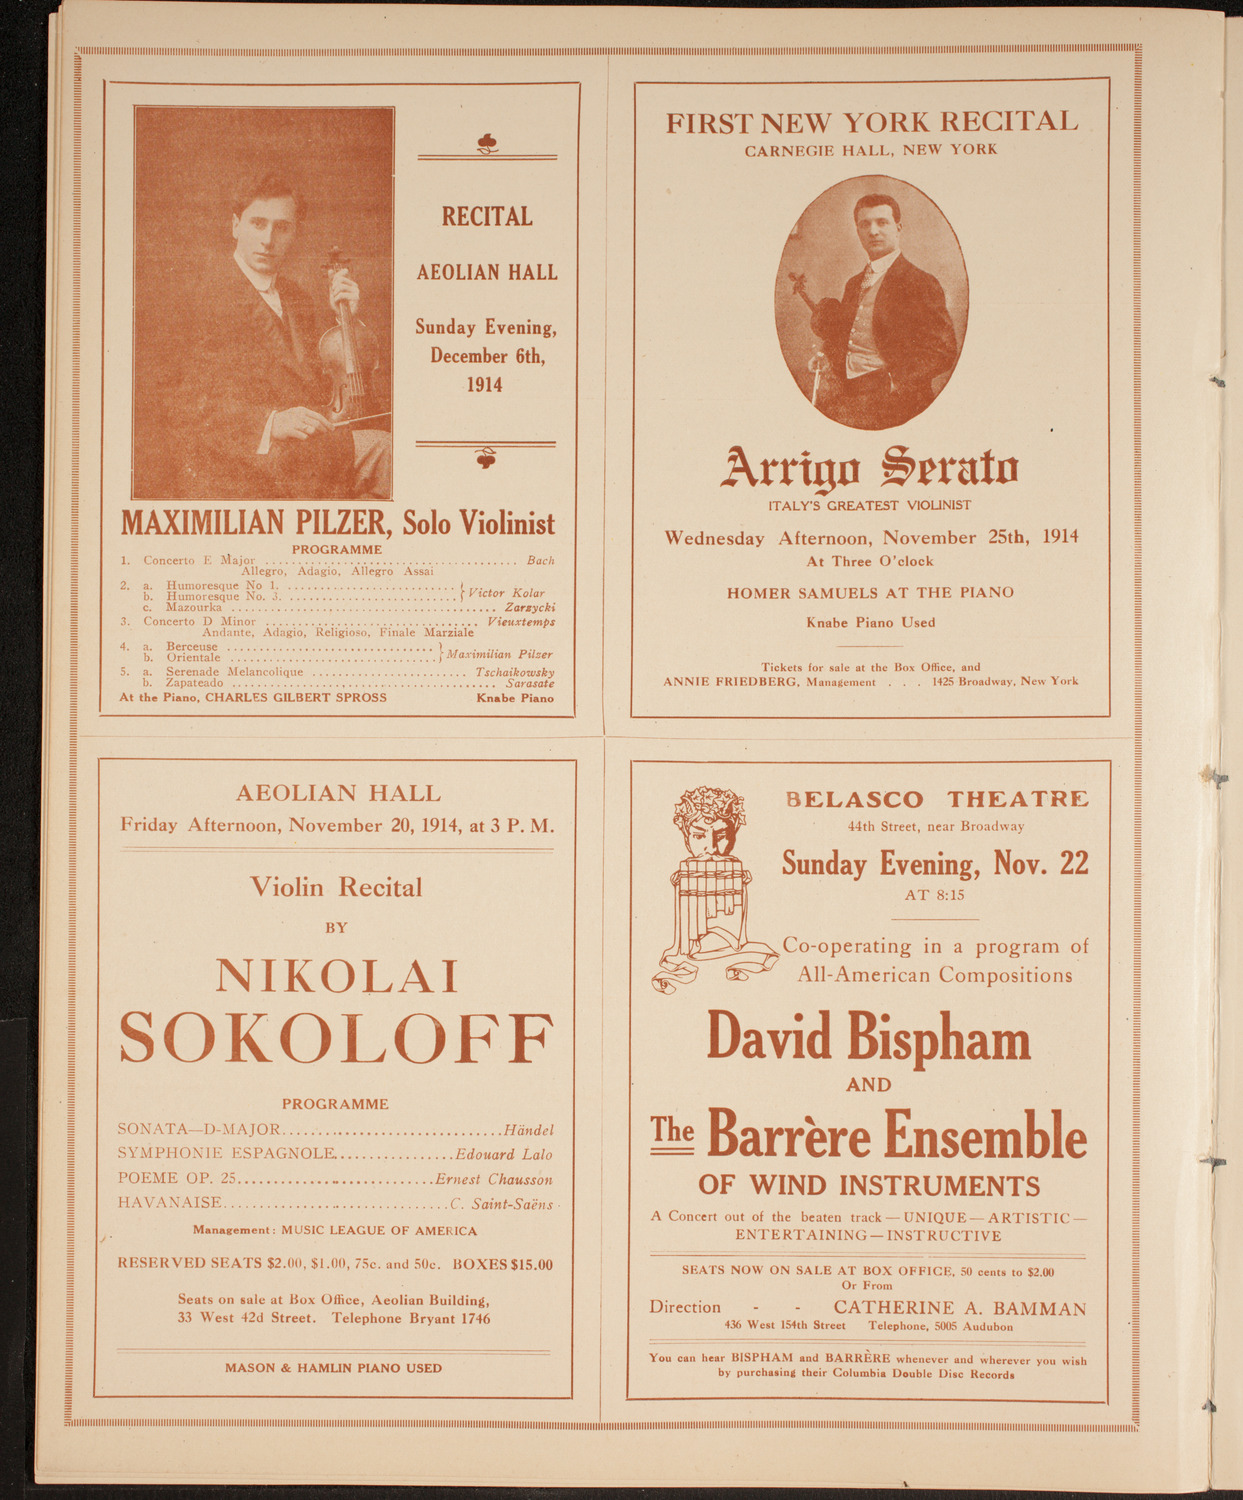 RECITAL
AEOLIAN HALL
Sunday Evening,
December 6th,
1914
MAXIMILIAN PILZER, Solo Violinist
PROGRAMME
1. Concerto E Major ........ Bach
Allegro, Adagio, Allegro Assai
2. a. Humoresque No 1. ........
b. Humoresque No. 3. ........ } Victor Kolar
c. Mazourka ........ Zarzycki
3. Concerto D Minor ........ Vieuxtemps
Andante, Adagio, Religioso, Finale Marziale
4. a. Berceuse ........
b. Orientale ........ } Maximilian Pilzer
5. a. Serenade Melancolique ........ Tschaikowsky
b. Zapateado ........ Sarasate
At the Piano, CHARLES GILBERT SPROSS Knabe Piano
FIRST NEW YORK RECITAL
CARNEGIE HALL, NEW YORK
Arrigo Serato
ITALY'S GREATEST VIOLINIST
Wednesday Afternoon, November 25th, 1914
At Three O'clock
HOMER SAMUELS AT THE PIANO
Knabe Piano Used
Tickets for sale at the Box Office, and
ANNIE FRIEDBERG, Management . . . 1425 Broadway, New York
AEOLIAN HALL
Friday Afternoon, November 20, 1914, at 3 P. M.
Violin Recital
BY
NIKOLAI
SOKOLOFF
PROGRAMME
SONATA—D-MAJOR........Händel
SYMPHONIE ESPAGNOLE........Edouard Lalo
POEME OP. 25........Ernest Chausson
HAVANAISE........C. Saint-Saëns
Management: MUSIC LEAGUE OF AMERICA
RESERVED SEATS $2.00, $1.00, 75c. and 50c. BOXES $15.00
Seats on sale at Box Office, Aeolian Building,
33 West 42d Street. Telephone Bryant 1746
MASON & HAMLIN PIANO USED
BELASCO THEATRE
44th Street, near Broadway
Sunday Evening, Nov. 22
AT 8:15
Co-operating in a program of
All-American Compositions
David Bispham
AND
The Barrère Ensemble
OF WIND INSTRUMENTS
A Concert out of the beaten track—UNIQUE—ARTISTIC—
ENTERTAINING—INSTRUCTIVE
SEATS NOW ON SALE AT BOX OFFICE, 50 cents to $2.00
Or From
Direction - - CATHERINE A. BAMMAN
436 West 154th Street Telephone, 5005 Audubon
You can hear BISPHAM and BARRÈRE whenever and wherever you wish
by purchasing their Columbia Double Disc Records